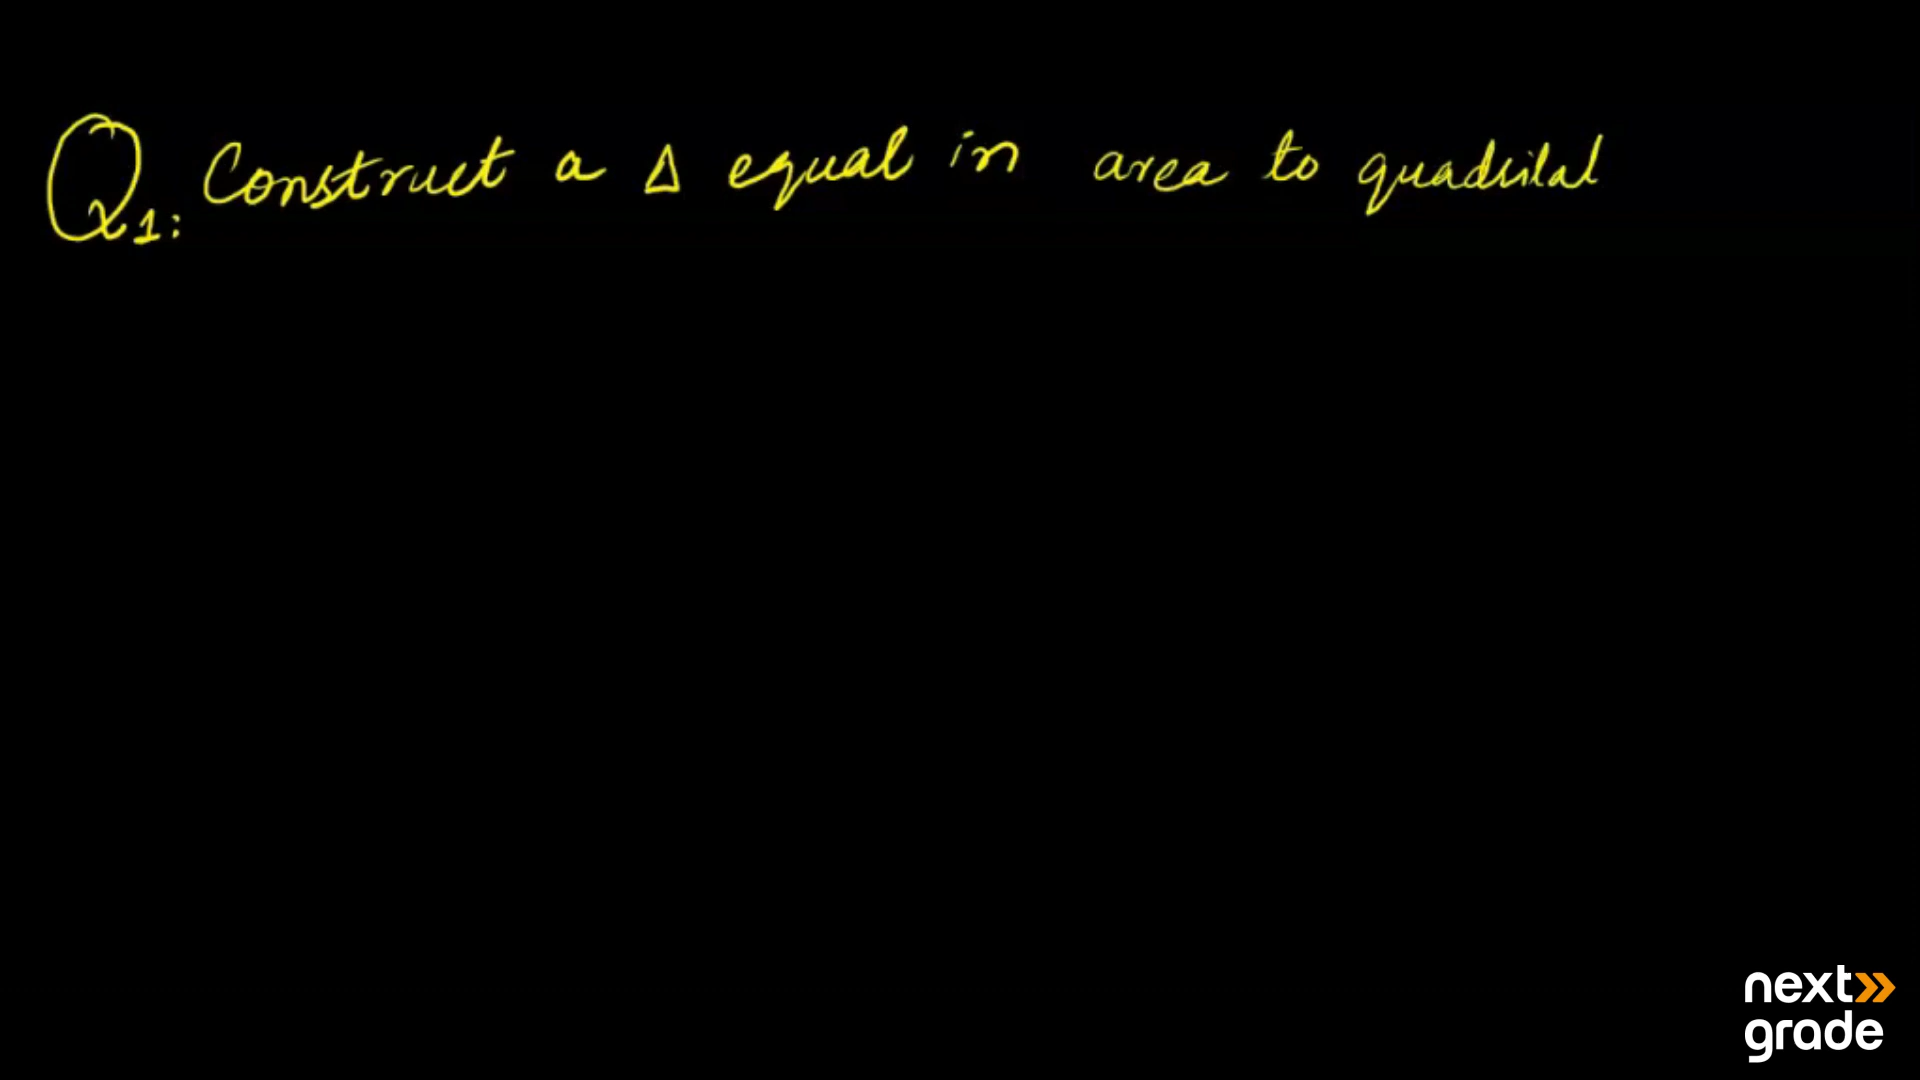 Q1: Construct a Δ equal in area to quadrilal
next
grade